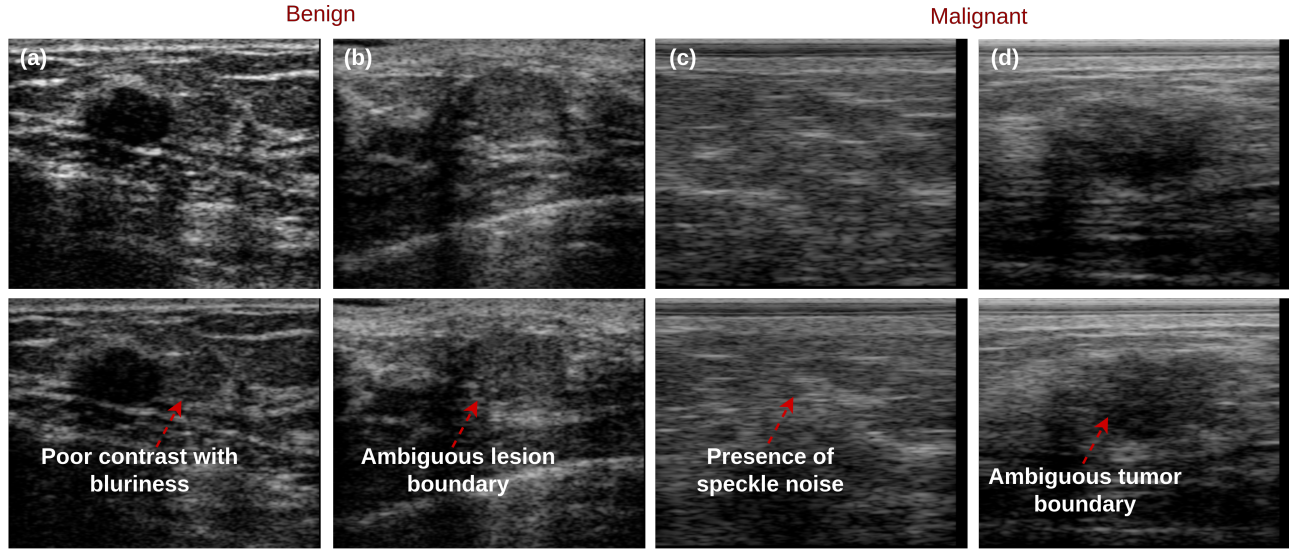 Benign
Malignant
(a)
(b)
(c)
(d)
Poor contrast with
bluriness
Ambiguous lesion
boundary
Presence of
speckle noise
Ambiguous tumor
boundary